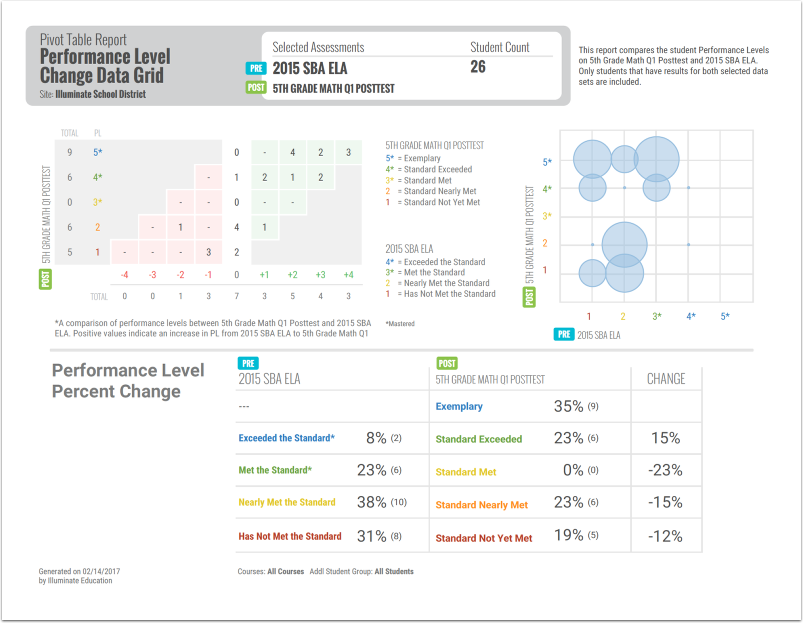 Pivot Table Report
Performance Level
Change Data Grid
Site: Illuminate School District
Selected Assessments
Student Count
PRE 2015 SBA ELA
26
POST 5TH GRADE MATH Q1 POSTTEST
This report compares the student Performance Levels
on 5th Grade Math Q1 Posttest and 2015 SBA ELA.
Only students that have results for both selected data
sets are included.
TOTAL PL
9 5* 0 - 4 2 3
6 4* - 1 2 1 2
0 3* - - 0 - -
6 2 - 1 - 4 1
5 1 - - - 3 2
-4 -3 -2 -1 0 +1 +2 +3 +4
TOTAL 0 0 1 3 7 3 5 4 3
POST 5TH GRADE MATH Q1 POSTTEST
*A comparison of performance levels between 5th Grade Math Q1 Posttest and 2015 SBA
ELA. Positive values indicate an increase in PL from 2015 SBA ELA to 5th Grade Math Q1
5TH GRADE MATH Q1 POSTTEST
5* = Exemplary
4* = Standard Exceeded
3* = Standard Met
2 = Standard Nearly Met
1 = Standard Not Yet Met
2015 SBA ELA
4* = Exceeded the Standard
3* = Met the Standard
2 = Nearly Met the Standard
1 = Has Not Met the Standard
*Mastered
POST 5TH GRADE MATH Q1 POSTTEST
5*
4*
3*
2
1
1 2 3* 4* 5*
PRE 2015 SBA ELA
Performance Level
Percent Change
PRE
2015 SBA ELA
POST
5TH GRADE MATH Q1 POSTTEST
CHANGE
--- Exemplary 35% (9)
Exceeded the Standard* 8% (2) Standard Exceeded 23% (6) 15%
Met the Standard* 23% (6) Standard Met 0% (0) -23%
Nearly Met the Standard 38% (10) Standard Nearly Met 23% (6) -15%
Has Not Met the Standard 31% (8) Standard Not Yet Met 19% (5) -12%
Generated on 02/14/2017
by Illuminate Education
Courses: All Courses Addl Student Group: All Students